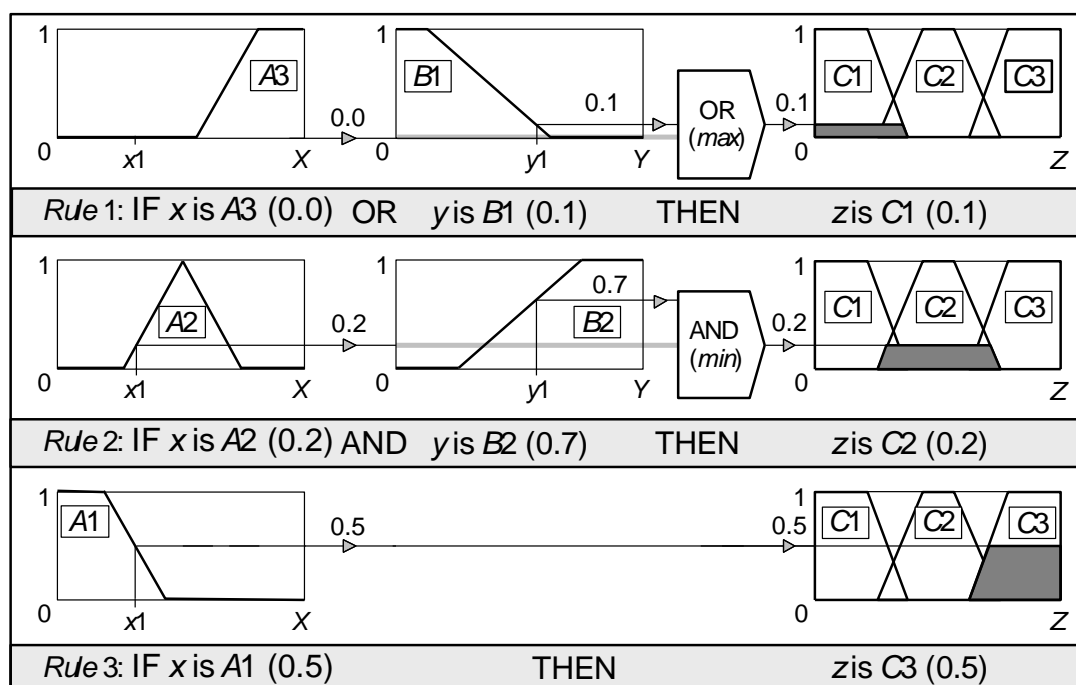 1 A3 B1 1 C1 C2 C3
0.0 0.1 OR (max) 0.1
0 x1 X 0 y1 Y 0 Z
Rule 1: IF x is A3 (0.0) OR y is B1 (0.1) THEN z is C1 (0.1)
1 A2 1 0.7 B2 1 C1 C2 C3
0.2 AND (min) 0.2
0 x1 X 0 y1 Y 0 Z
Rule 2: IF x is A2 (0.2) AND y is B2 (0.7) THEN z is C2 (0.2)
1 A1 1 C1 C2 C3
0.5 0.5
0 x1 X 0 Z
Rule 3: IF x is A1 (0.5) THEN z is C3 (0.5)